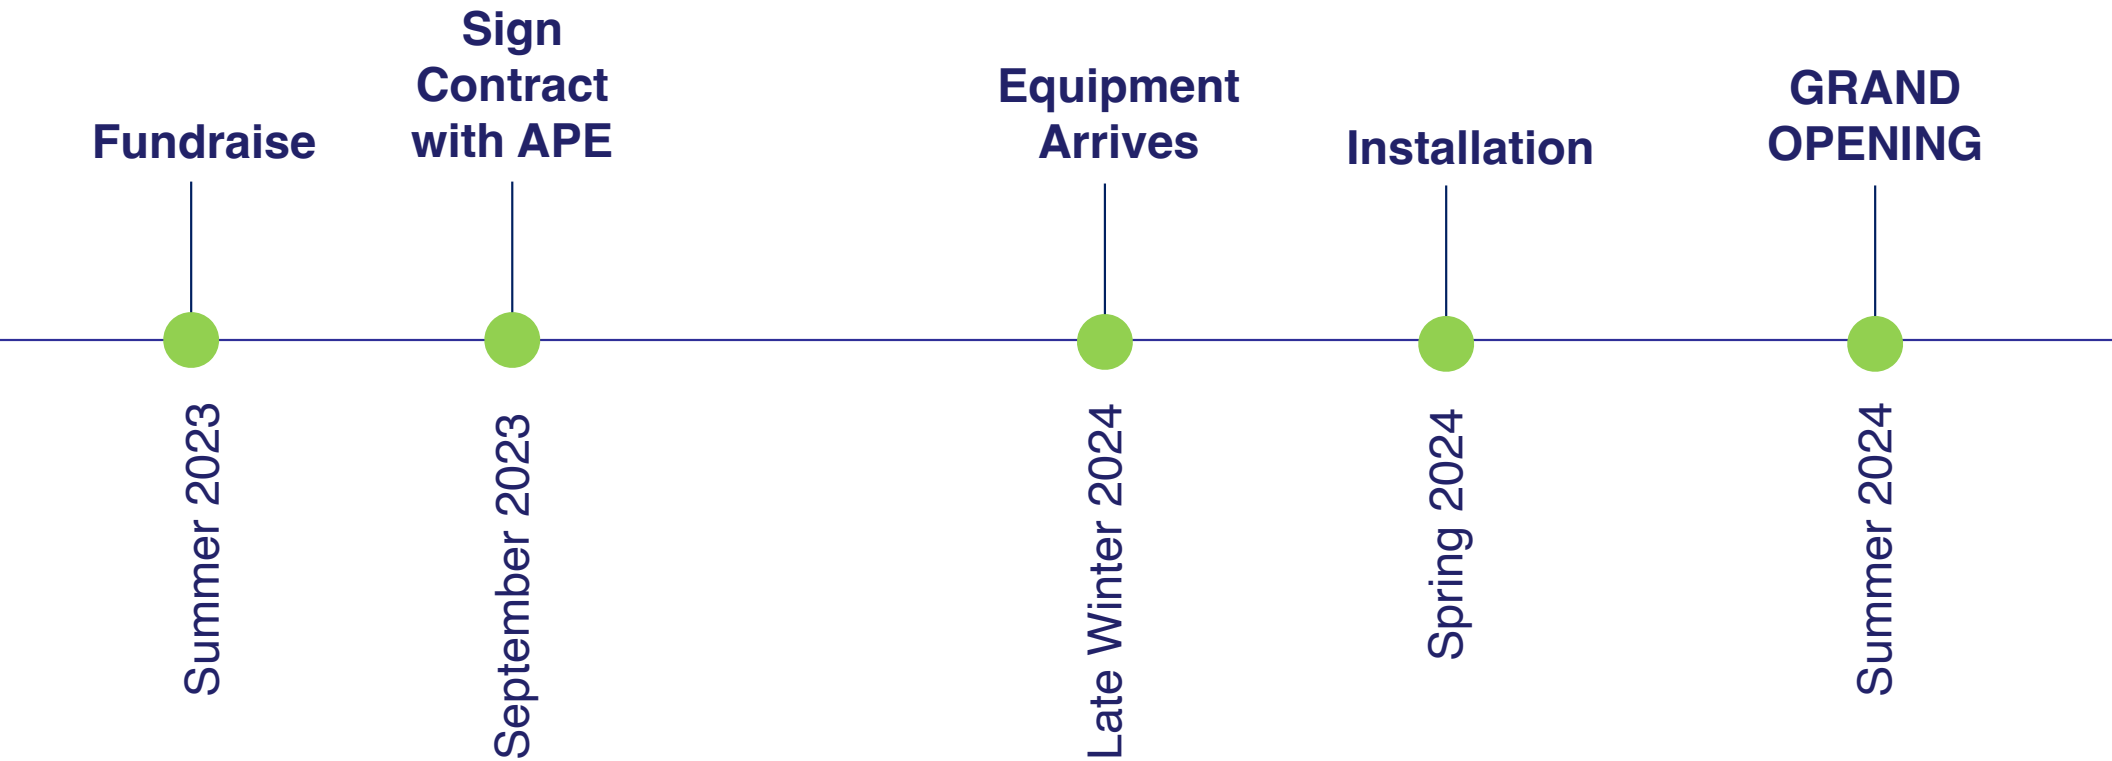 Fundraise
Sign
Contract
with APE
Equipment
Arrives
Installation
GRAND
OPENING
Summer 2023
September 2023
Late Winter 2024
Spring 2024
Summer 2024